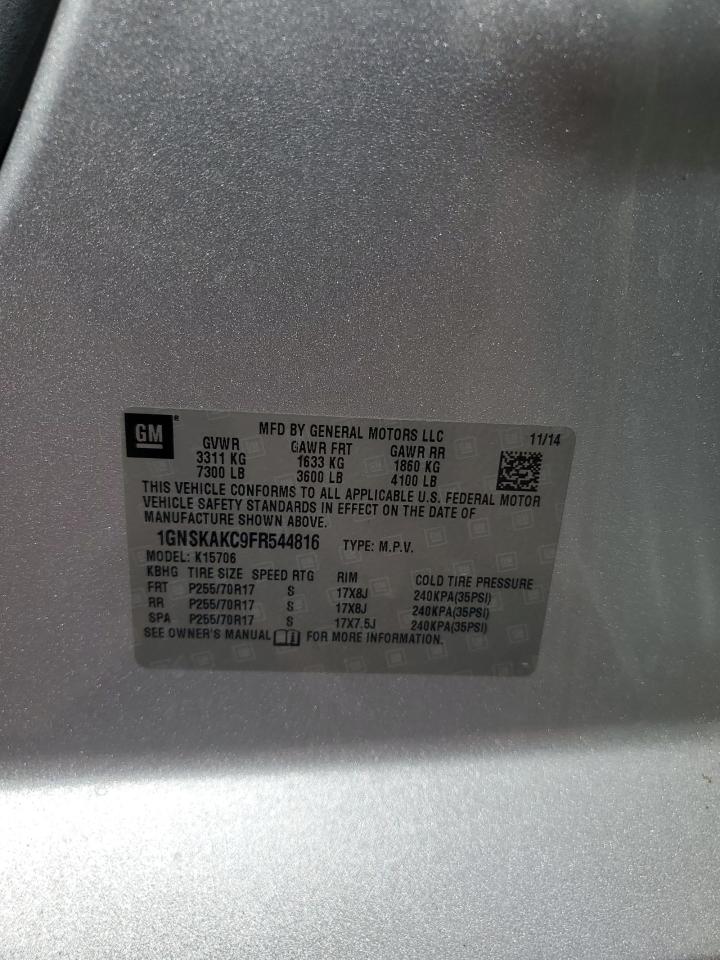 GM
MFD BY GENERAL MOTORS LLC 11/14
GVWR GAWR FRT GAWR RR
3311 KG 1633 KG 1860 KG
7300 LB 3600 LB 4100 LB
THIS VEHICLE CONFORMS TO ALL APPLICABLE U.S. FEDERAL MOTOR
VEHICLE SAFETY STANDARDS IN EFFECT ON THE DATE OF
MANUFACTURE SHOWN ABOVE.
1GNSKAKC9FR544816 TYPE: M.P.V.
MODEL: K15706
KBHG TIRE SIZE SPEED RTG RIM COLD TIRE PRESSURE
FRT P255/70R17 S 17X8J 240KPA(35PSI)
RR P255/70R17 S 17X8J 240KPA(35PSI)
SPA P255/70R17 S 17X7.5J 240KPA(35PSI)
SEE OWNER'S MANUAL FOR MORE INFORMATION.